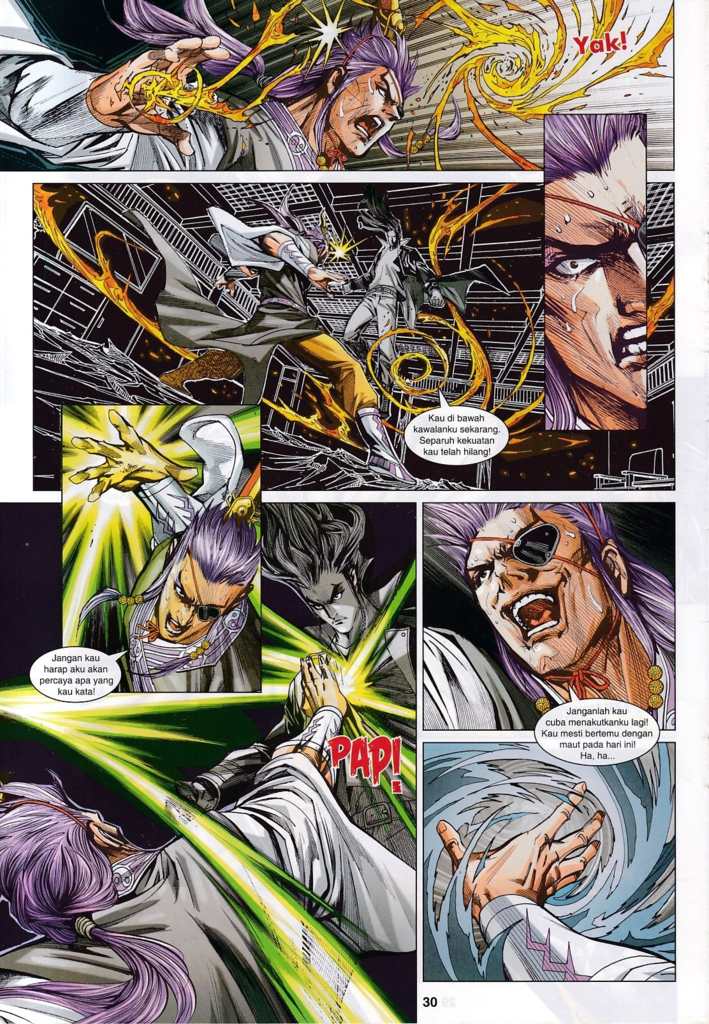 Yak!
Kau di bawah
kawalanku sekarang.
Separuh kekuatan
kau telah hilang!
Jangan kau
harap aku akan
percaya apa yang
kau kata!
PAP!
Janganlah kau
cuba menakutkanku lagi!
Kau mesti bertemu dengan
maut pada hari ini!
Ha, ha...
30